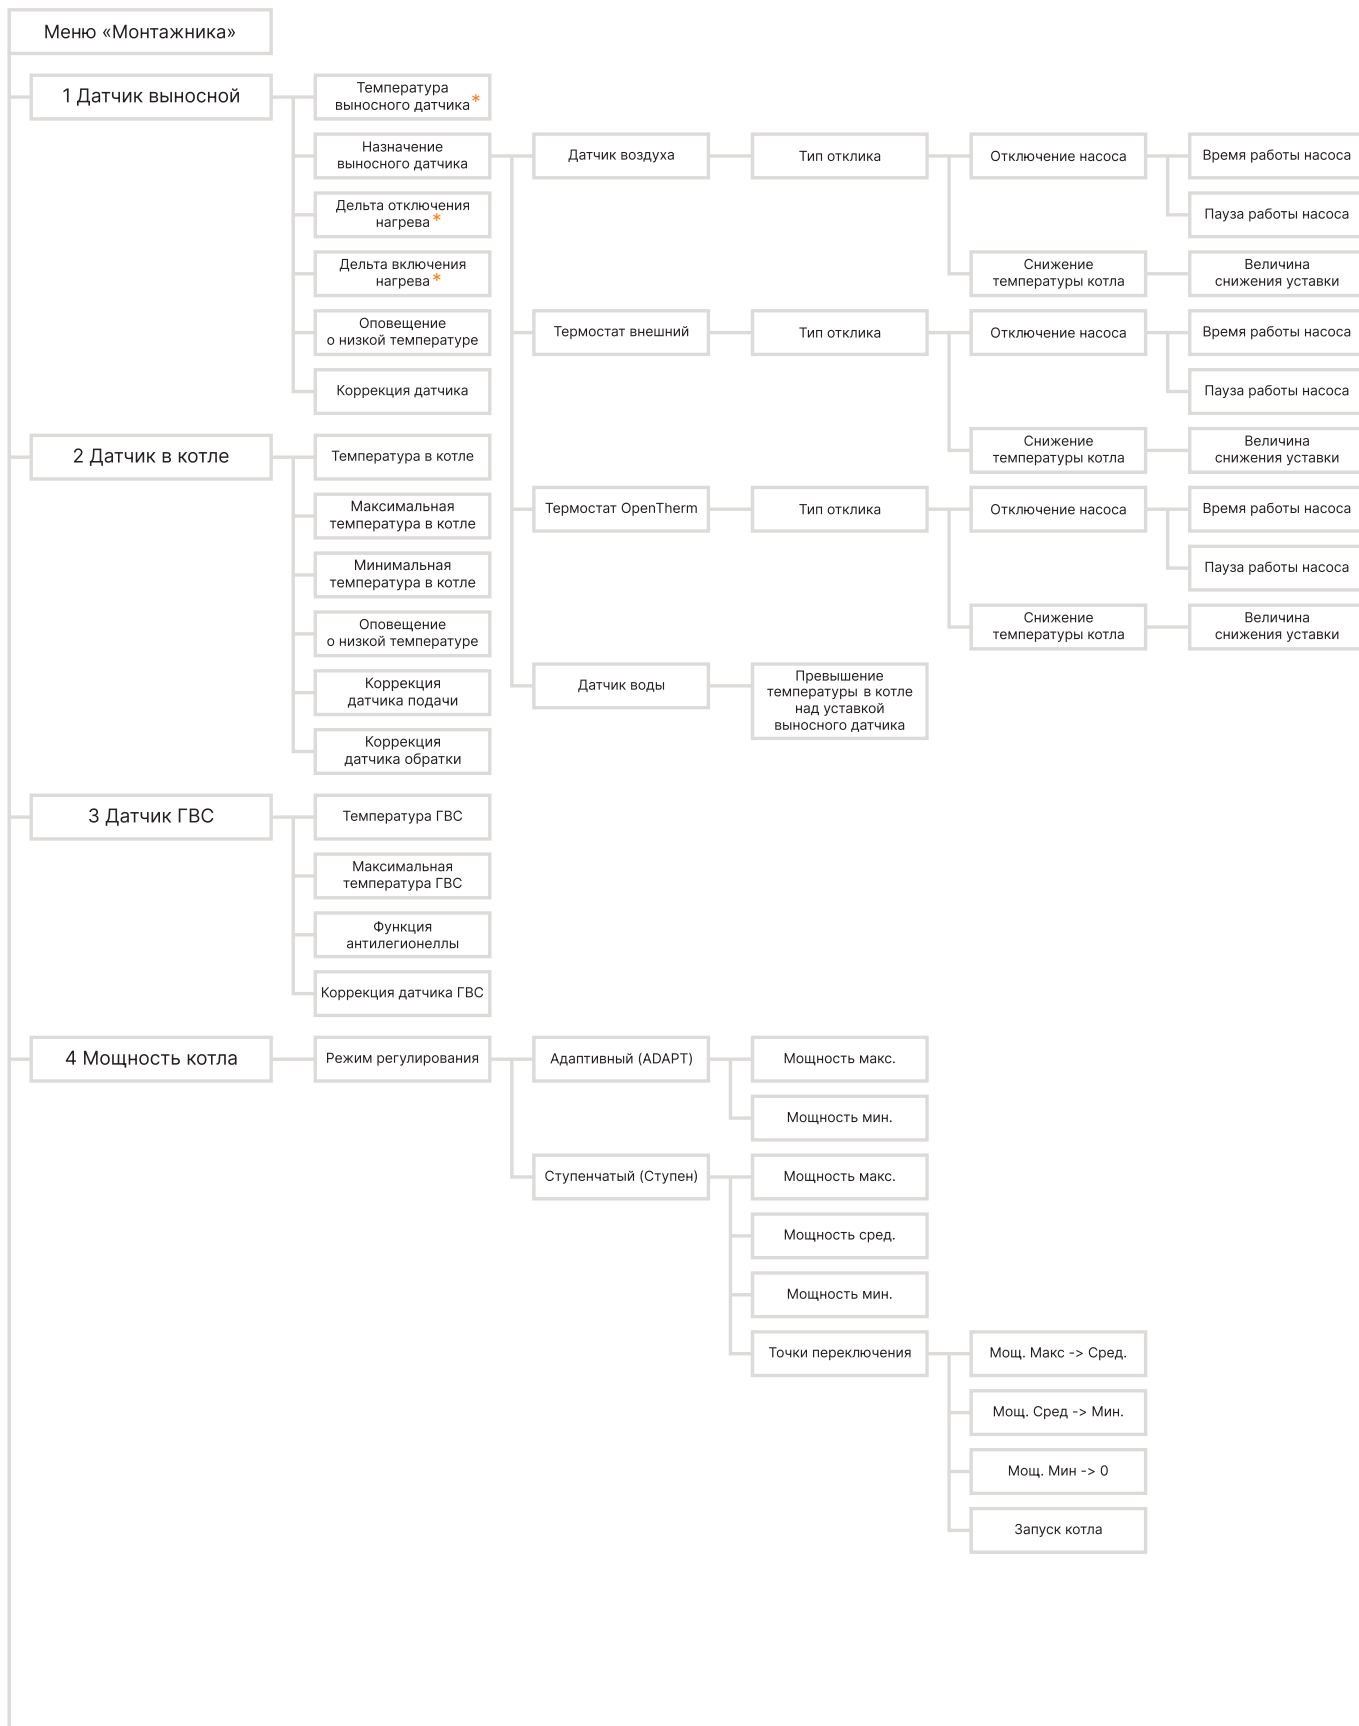 Меню «Монтажника»
1 Датчик выносной
Температура
выносного датчика*
Назначение
выносного датчика
Датчик воздуха
Тип отклика
Отключение насоса
Время работы насоса
Пауза работы насоса
Снижение
температуры котла
Величина
снижения уставки
Дельта отключения
нагрева*
Дельта включения
нагрева*
Оповещение
о низкой температуре
Термостат внешний
Тип отклика
Отключение насоса
Время работы насоса
Пауза работы насоса
Снижение
температуры котла
Величина
снижения уставки
Коррекция датчика
2 Датчик в котле
Температура в котле
Максимальная
температура в котле
Термостат OpenTherm
Тип отклика
Отключение насоса
Время работы насоса
Пауза работы насоса
Снижение
температуры котла
Величина
снижения уставки
Минимальная
температура в котле
Оповещение
о низкой температуре
Коррекция
датчика подачи
Датчик воды
Превышение
температуры в котле
над уставкой
выносного датчика
Коррекция
датчика обратки
3 Датчик ГВС
Температура ГВС
Максимальная
температура ГВС
Функция
антилегионеллы
Коррекция датчика ГВС
4 Мощность котла
Режим регулирования
Адаптивный (ADAPT)
Мощность макс.
Мощность мин.
Ступенчатый (Ступен)
Мощность макс.
Мощность сред.
Мощность мин.
Точки переключения
Мощ. Макс -> Сред.
Мощ. Сред -> Мин.
Мощ. Мин -> 0
Запуск котла